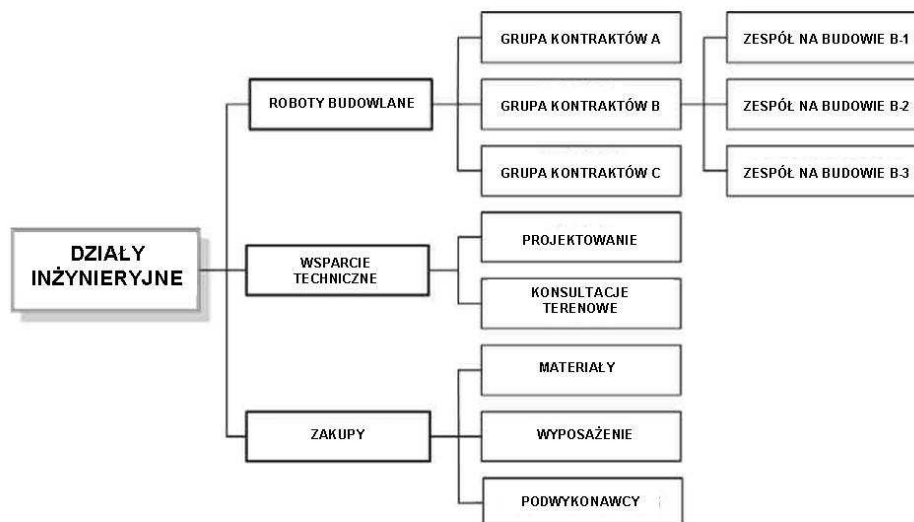 DZIAŁY
INŻYNIERYJNE
ROBOTY BUDOWLANE
GRUPA KONTRAKTÓW A
GRUPA KONTRAKTÓW B
GRUPA KONTRAKTÓW C
ZESPÓŁ NA BUDOWIE B-1
ZESPÓŁ NA BUDOWIE B-2
ZESPÓŁ NA BUDOWIE B-3
WSPARCIE
TECHNICZNE
PROJEKTOWANIE
KONSULTACJE
TERENOWE
ZAKUPY
MATERIAŁY
WYPOSAŻENIE
PODWYKONAWCY